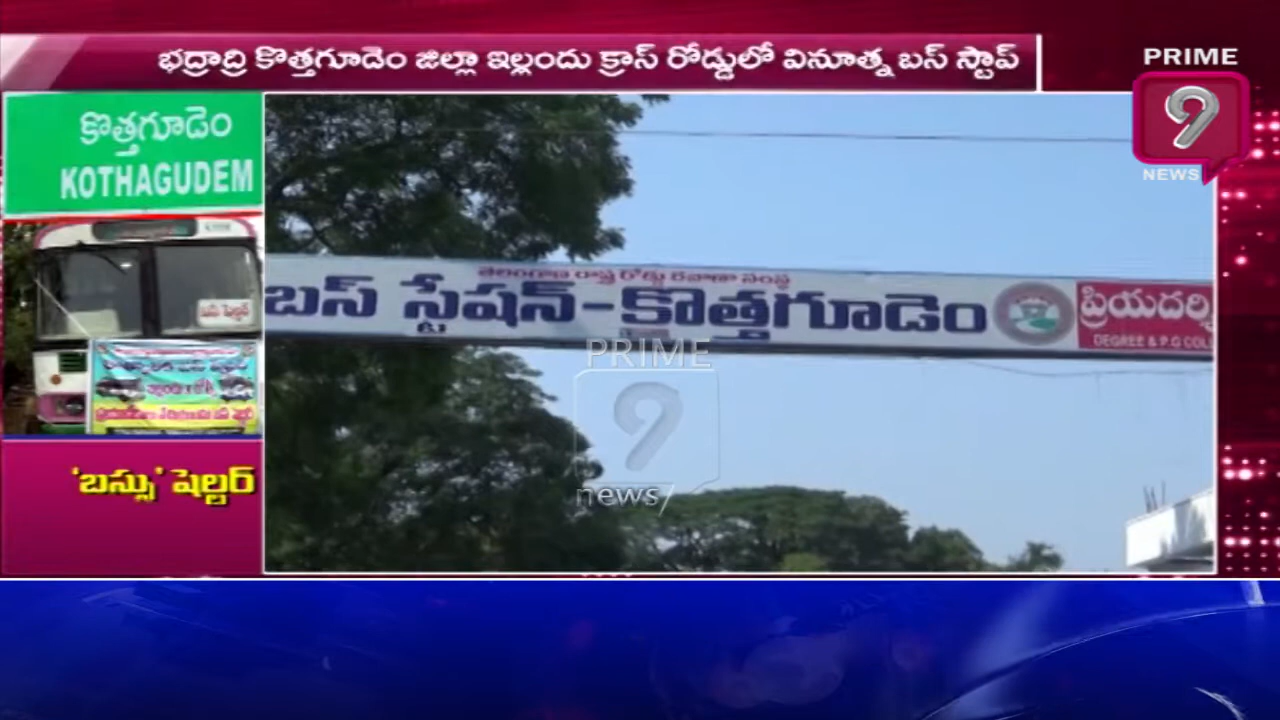 భద్రాద్రి కొత్తగూడెం జిల్లా ఇల్లందు క్రాస్ రోడ్డులో వినూత్న బస్ స్టాప్
PRIME
9
NEWS
కొత్తగూడెం
KOTHAGUDEM
తెలంగాణ రాష్ట్ర రోడ్డు రవాణా సంస్థ
బస్ స్టేషన్-కొత్తగూడెం
ప్రియదర్శి
DEGREE & P.G COLL
PRIME
9
news
'బస్సు' షెల్టర్